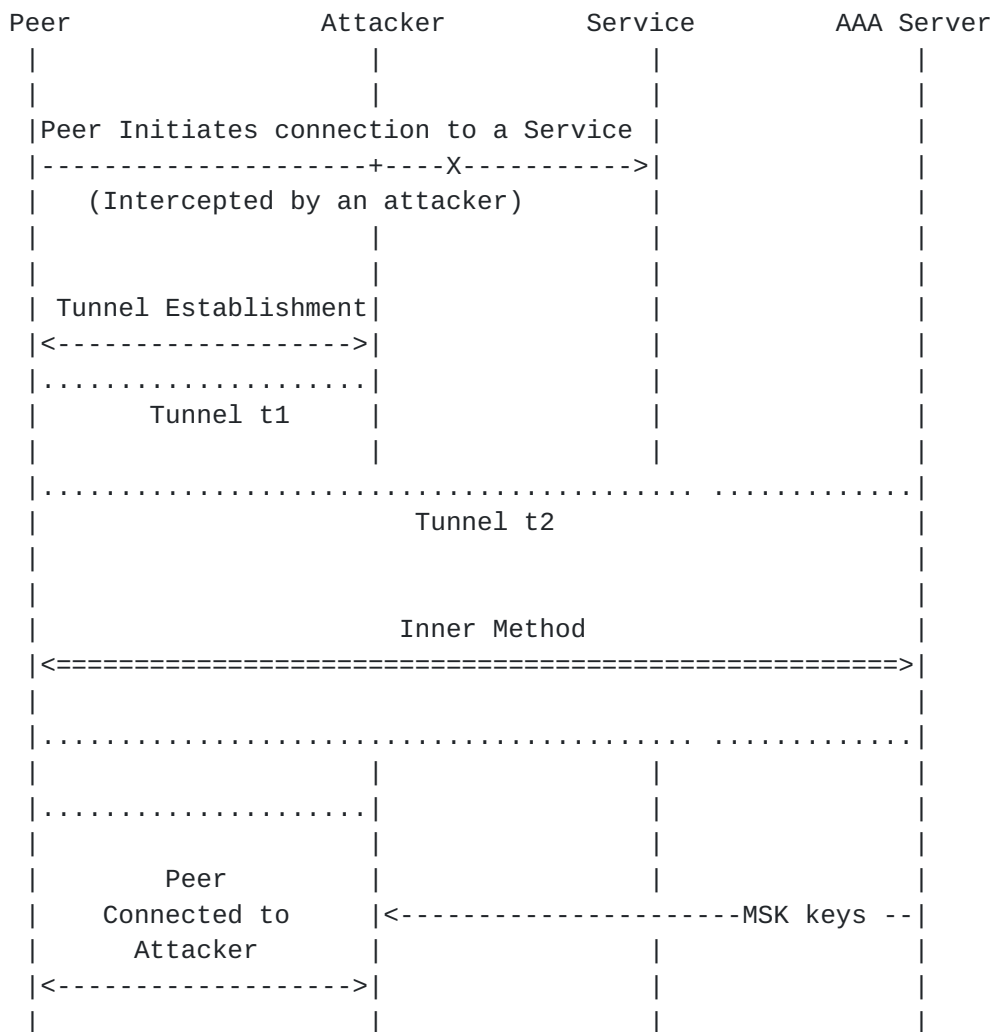 Peer Attacker Service AAA Server
Peer Initiates connection to a Service
(Intercepted by an attacker)
Tunnel Establishment
Tunnel t1
Tunnel t2
Inner Method
Peer
Connected to MSK keys
Attacker